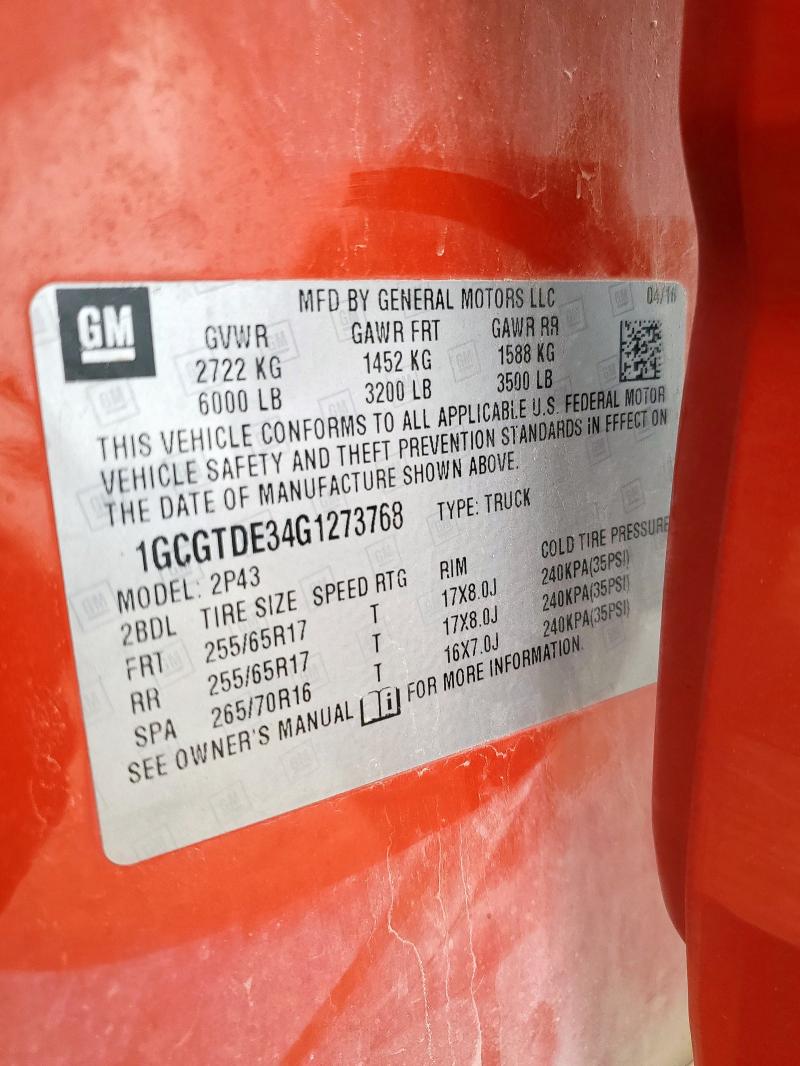 GM
MFD BY GENERAL MOTORS LLC 04/16
GVWR GAWR FRT GAWR RR
2722 KG 1452 KG 1588 KG
6000 LB 3200 LB 3500 LB
THIS VEHICLE CONFORMS TO ALL APPLICABLE U.S. FEDERAL MOTOR
VEHICLE SAFETY AND THEFT PREVENTION STANDARDS IN EFFECT ON
THE DATE OF MANUFACTURE SHOWN ABOVE.
1GCGTDE34G1273768 TYPE: TRUCK
MODEL: 2P43
2BDL TIRE SIZE SPEED RTG RIM COLD TIRE PRESSURE
FRT 255/65R17 T 17X8.0J 240KPA(35PSI)
RR 255/65R17 T 17X8.0J 240KPA(35PSI)
SPA 265/70R16 T 16X7.0J 240KPA(35PSI)
SEE OWNER'S MANUAL FOR MORE INFORMATION.